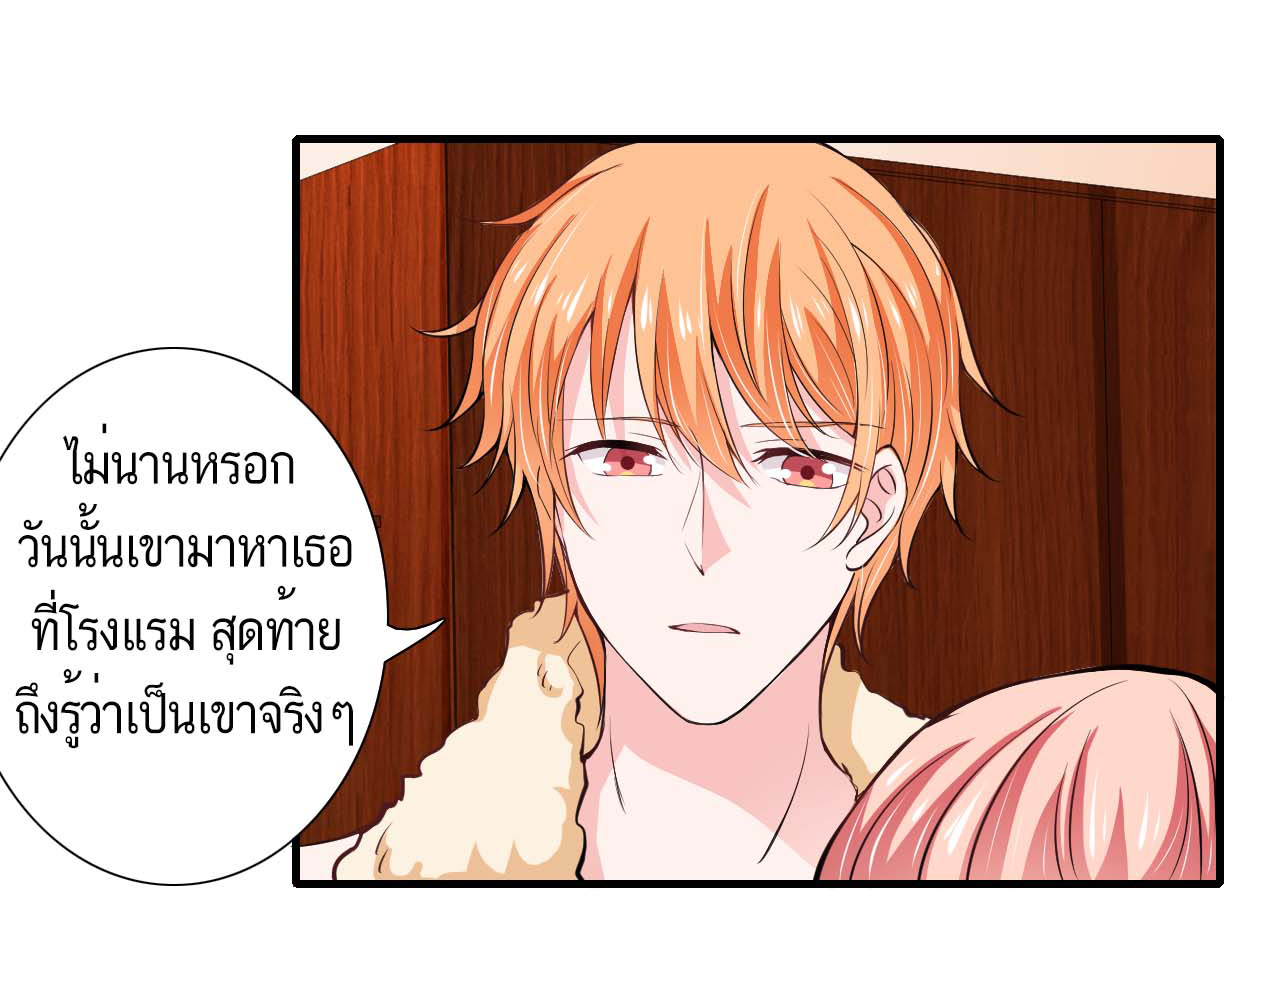 ไม่นานหรอก
วันนั้นเขามาหาเธอ
ที่โรงแรม สุดท้าย
ถึงรู้ว่าเป็นเขาจริงๆ